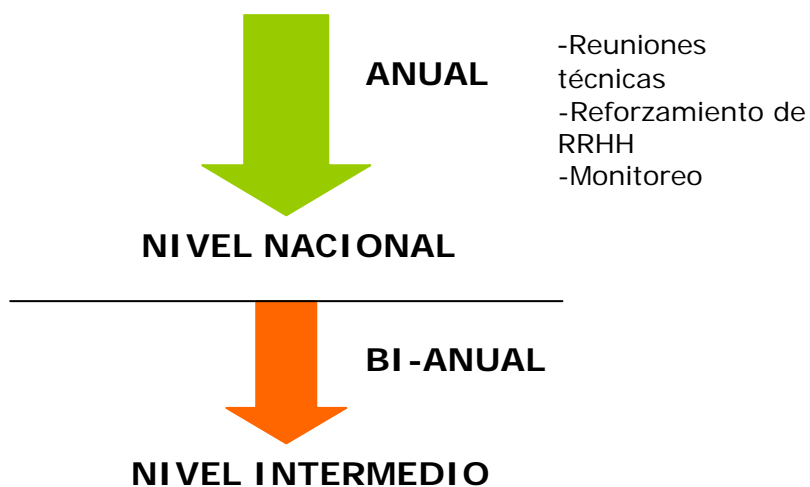 ANUAL
-Reuniones
técnicas
-Reforzamiento de
RRHH
-Monitoreo
NIVEL NACIONAL
BI-ANUAL
NIVEL INTERMEDIO